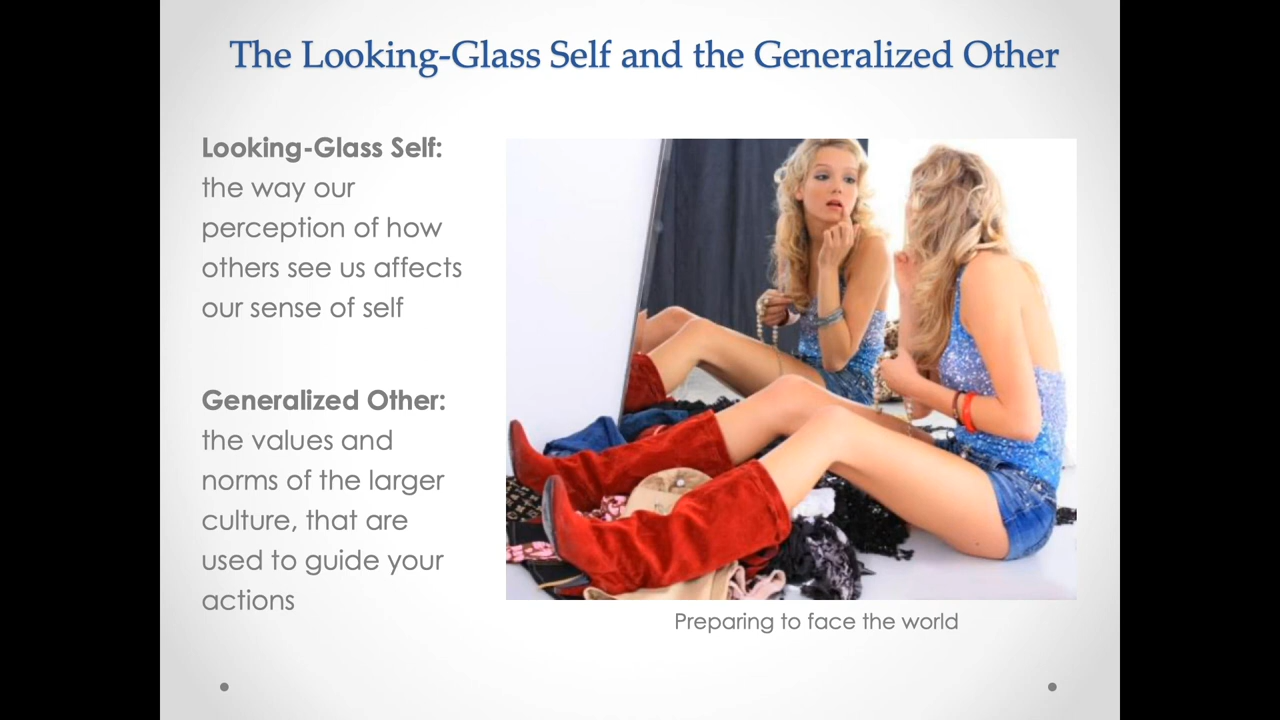 The Looking-Glass Self and the Generalized Other
Looking-Glass Self:
the way our
perception of how
others see us affects
our sense of self
Generalized Other:
the values and
norms of the larger
culture, that are
used to guide your
actions
Preparing to face the world